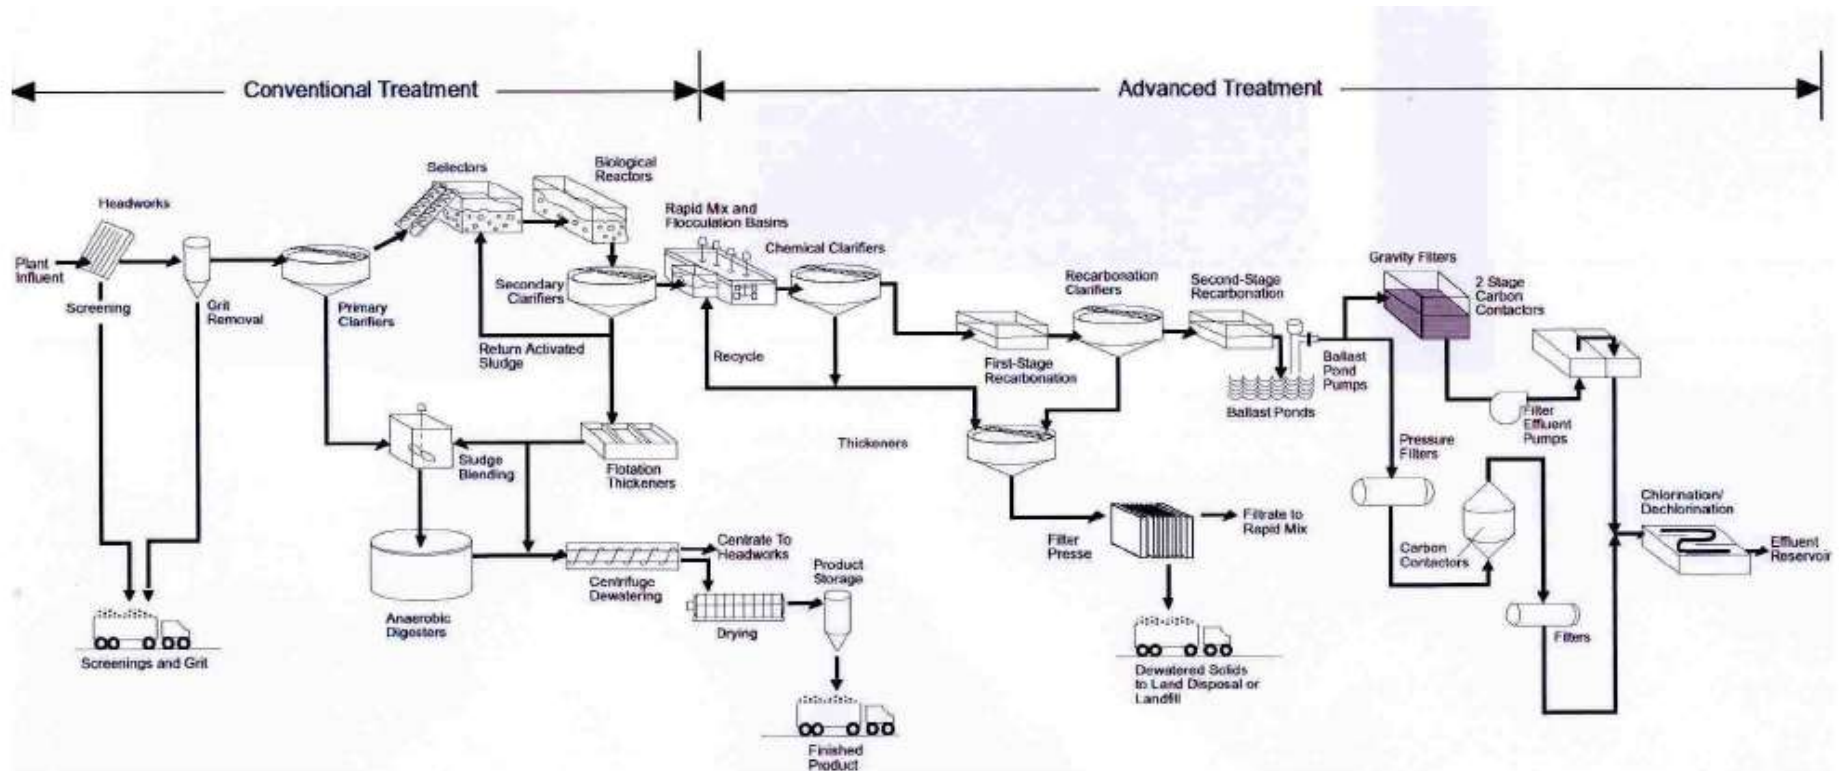 Conventional Treatment
Advanced Treatment
Headworks
Plant
Influent
Screening
Grit
Removal
Primary
Clarifiers
Selectors
Biological
Reactors
Secondary
Clarifiers
Return Activated
Sludge
Rapid Mix and
Flocculation Basins
Chemical Clarifiers
Recycle
First-Stage
Recarbonation
Recarbonation
Clarifiers
Second-Stage
Recarbonation
Ballast Ponds
Ballast
Pond
Pumps
Gravity Filters
2 Stage
Carbon
Contactors
Filter
Effluent
Pumps
Pressure
Filters
Carbon
Contactors
Filters
Chlorination/
Dechlorination
Effluent
Reservoir
Thickeners
Filter
Presse
Filtrate to
Rapid Mix
Dewatered Solids
to Land Disposal or
Landfill
Sludge
Blending
Flotation
Thickeners
Anaerobic
Digesters
Centrifuge
Dewatering
Centrate To
Headworks
Drying
Product
Storage
Finished
Product
Screenings and Grit